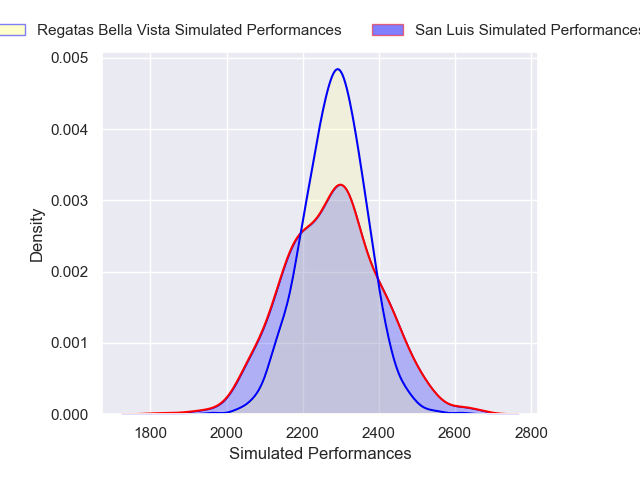 Regatas Bella Vista Simulated Performances
San Luis Simulated Performances
0.005
0.004
0.003
0.002
0.001
0.000
Density
1800 2000 2200 2400 2600 2800
Simulated Performances